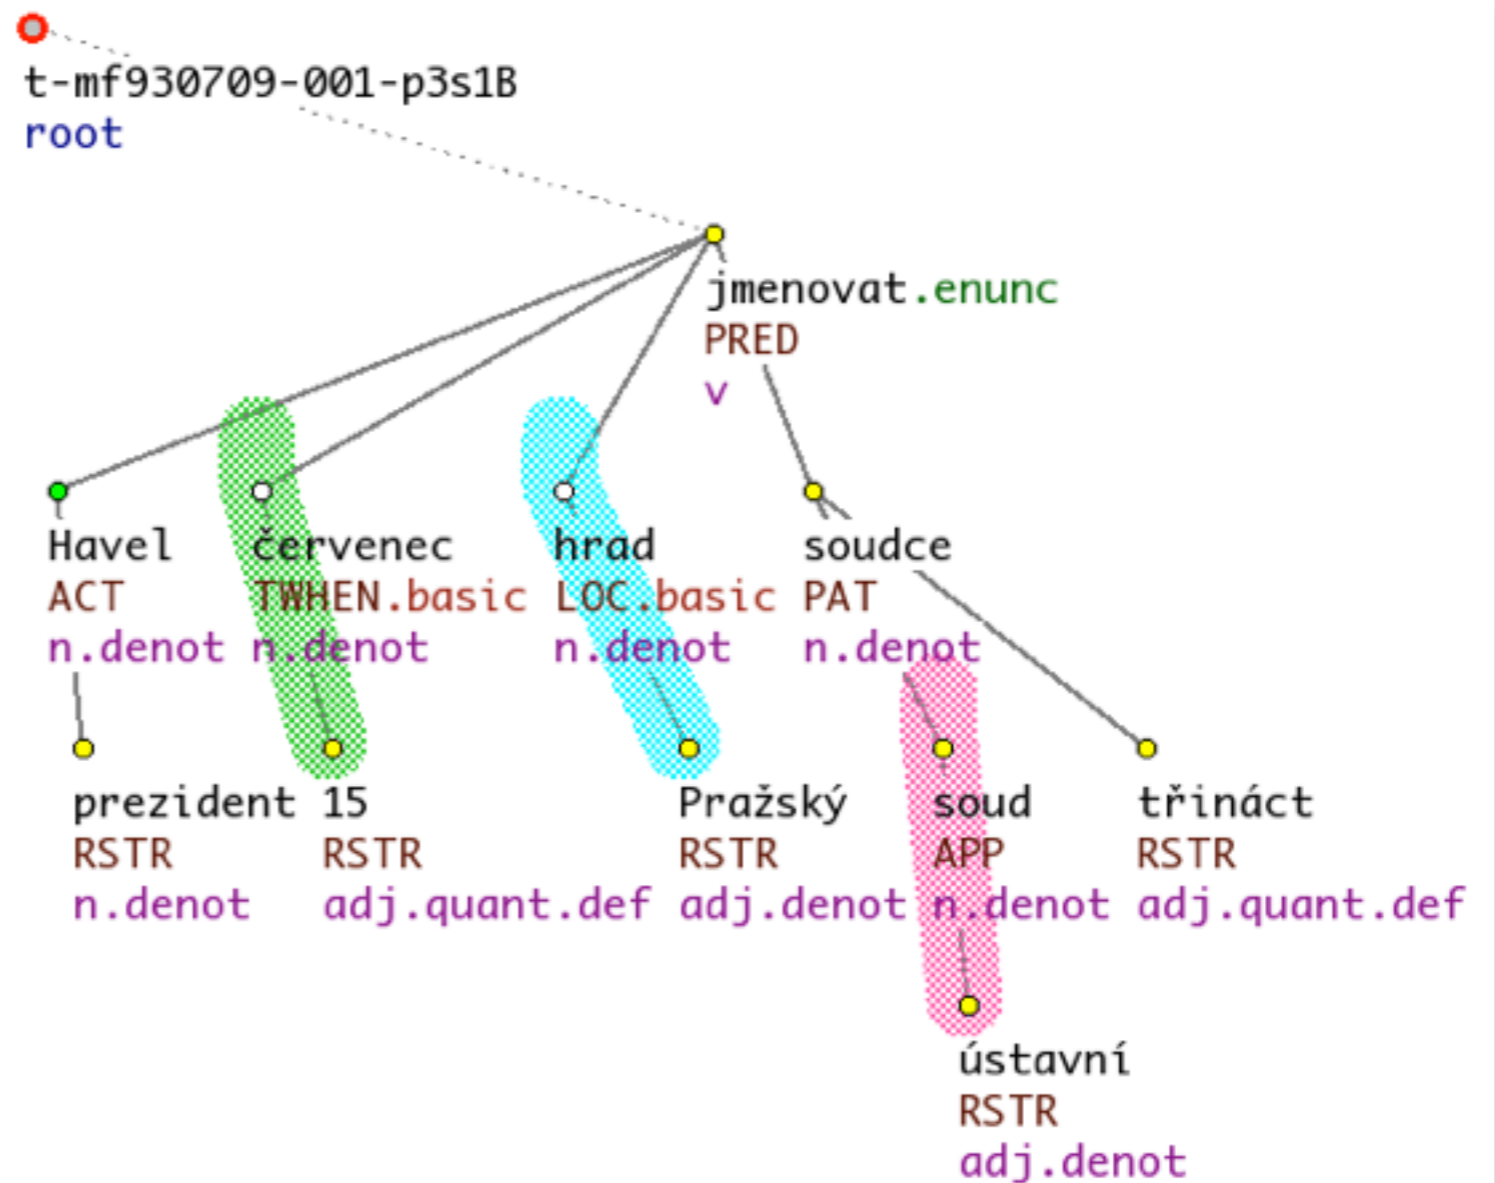 t-mf930709-001-p3s1B
root
jmenovat.enunc
PRED
v
Havel červenec hrad soudce
ACT TWHEN.basic LOC.basic PAT
n.denot n.denot n.denot n.denot
prezident 15 Pražský soud třináct
RSTR RSTR RSTR APP RSTR
n.denot adj.quant.def adj.denot n.denot adj.quant.def
ústavní
RSTR
adj.denot